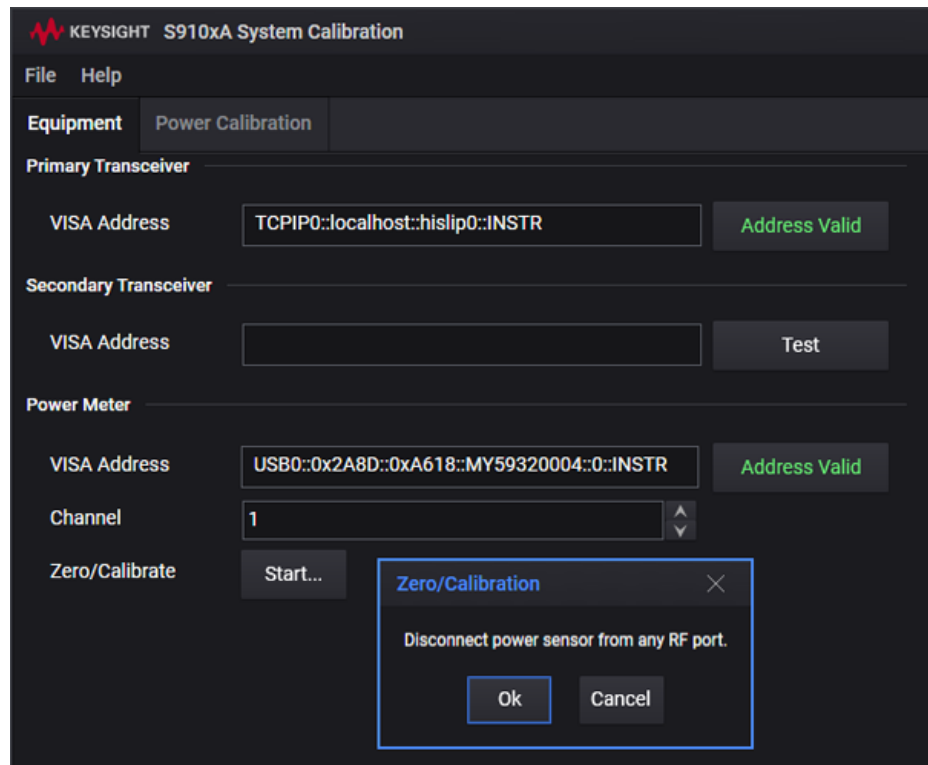 KEYSIGHT S910xA System Calibration
File Help
Equipment Power Calibration
Primary Transceiver
VISA Address TCPIP0::localhost::hislip0::INSTR Address Valid
Secondary Transceiver
VISA Address Test
Power Meter
VISA Address USB0::0x2A8D::0xA618::MY59320004::0::INSTR Address Valid
Channel 1
Zero/Calibrate Start...
Zero/Calibration
Disconnect power sensor from any RF port.
Ok Cancel